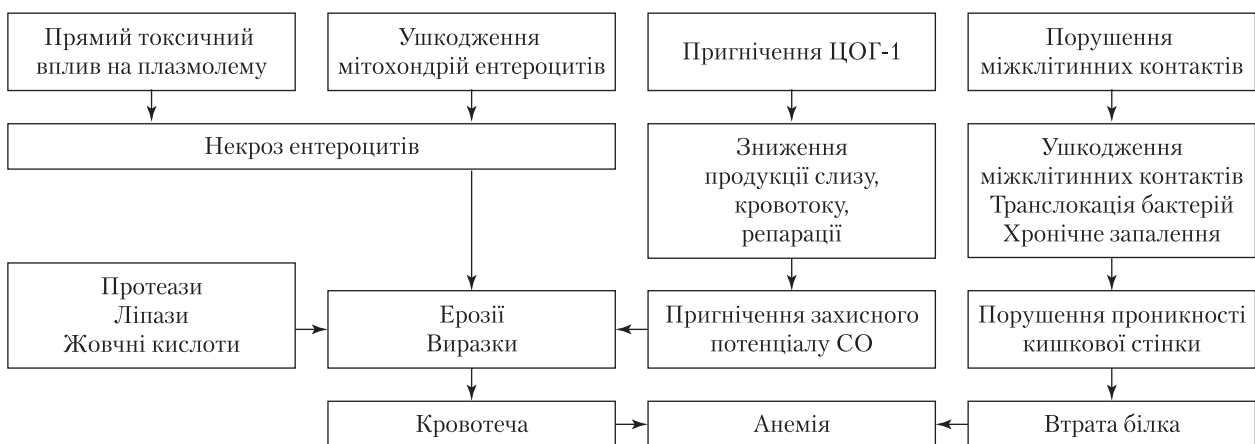 Прямий токсичний
вплив на плазмолему
Ушкодження
мітохондрій ентероцитів
Пригнічення ЦОГ-1
Порушення
міжклітинних контактів
Некроз ентероцитів
Зниження
продукції слизу,
кровотоку,
репарації
Ушкодження
міжклітинних контактів
Транслокація бактерій
Хронічне запалення
Протеази
Ліпази
Жовчні кислоти
Ерозії
Виразки
Пригнічення захисного
потенціалу СО
Порушення проникності
кишкової стінки
Кровотеча
Анемія
Втрата білка